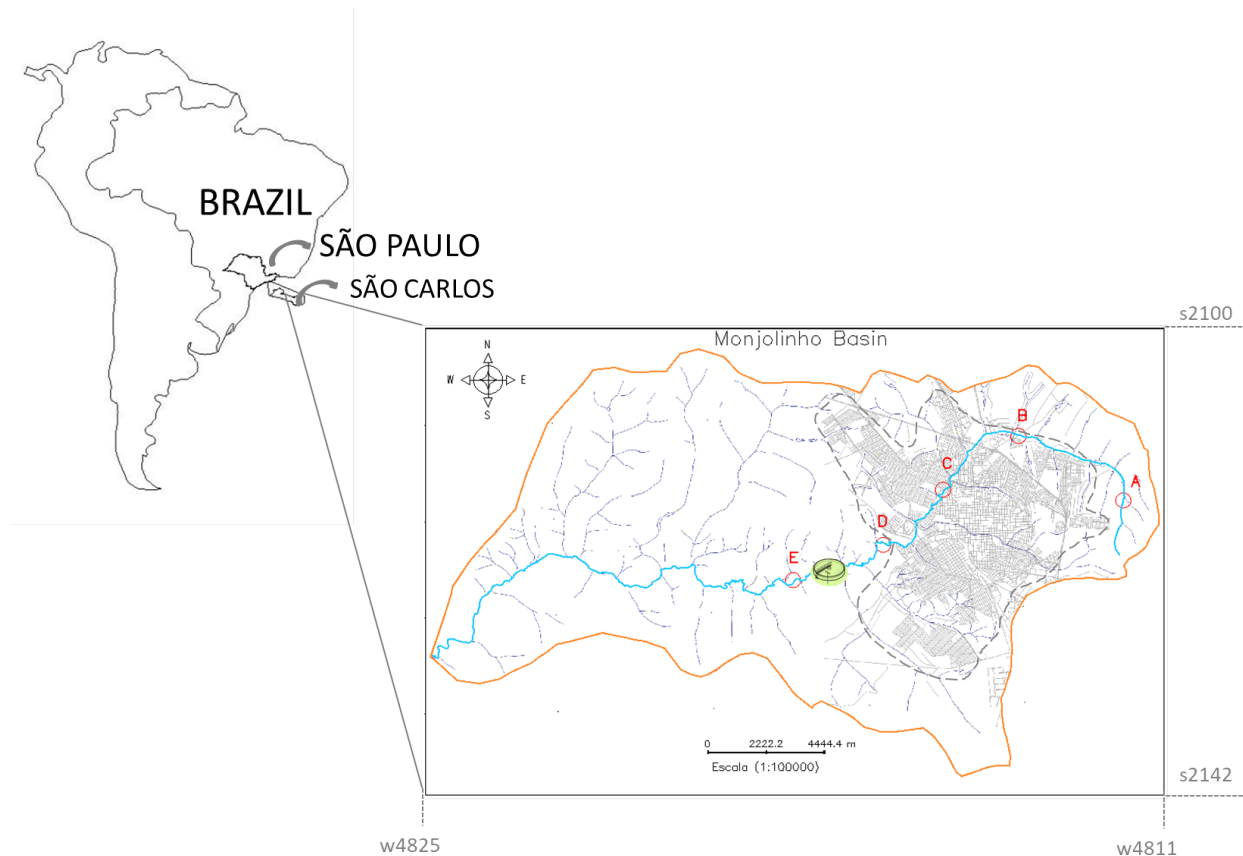 BRAZIL
SÃO PAULO
SÃO CARLOS
s2100
Monjolinho Basin
N
W E
S
B
A
C
D
E
0 2222.2 4444.4 m
Escala (1:100000)
s2142
w4825
w4811